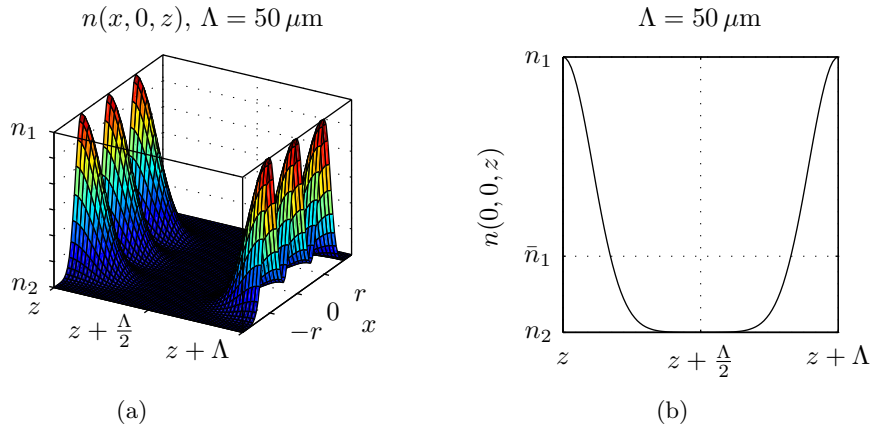 n(x, 0, z), Λ = 50 μm
n₁
n₂
z
z + Λ/2
z + Λ
−r
0
r
x
(a)
Λ = 50 μm
n(0, 0, z)
n₁
n̄₁
n₂
z
z + Λ/2
z + Λ
(b)